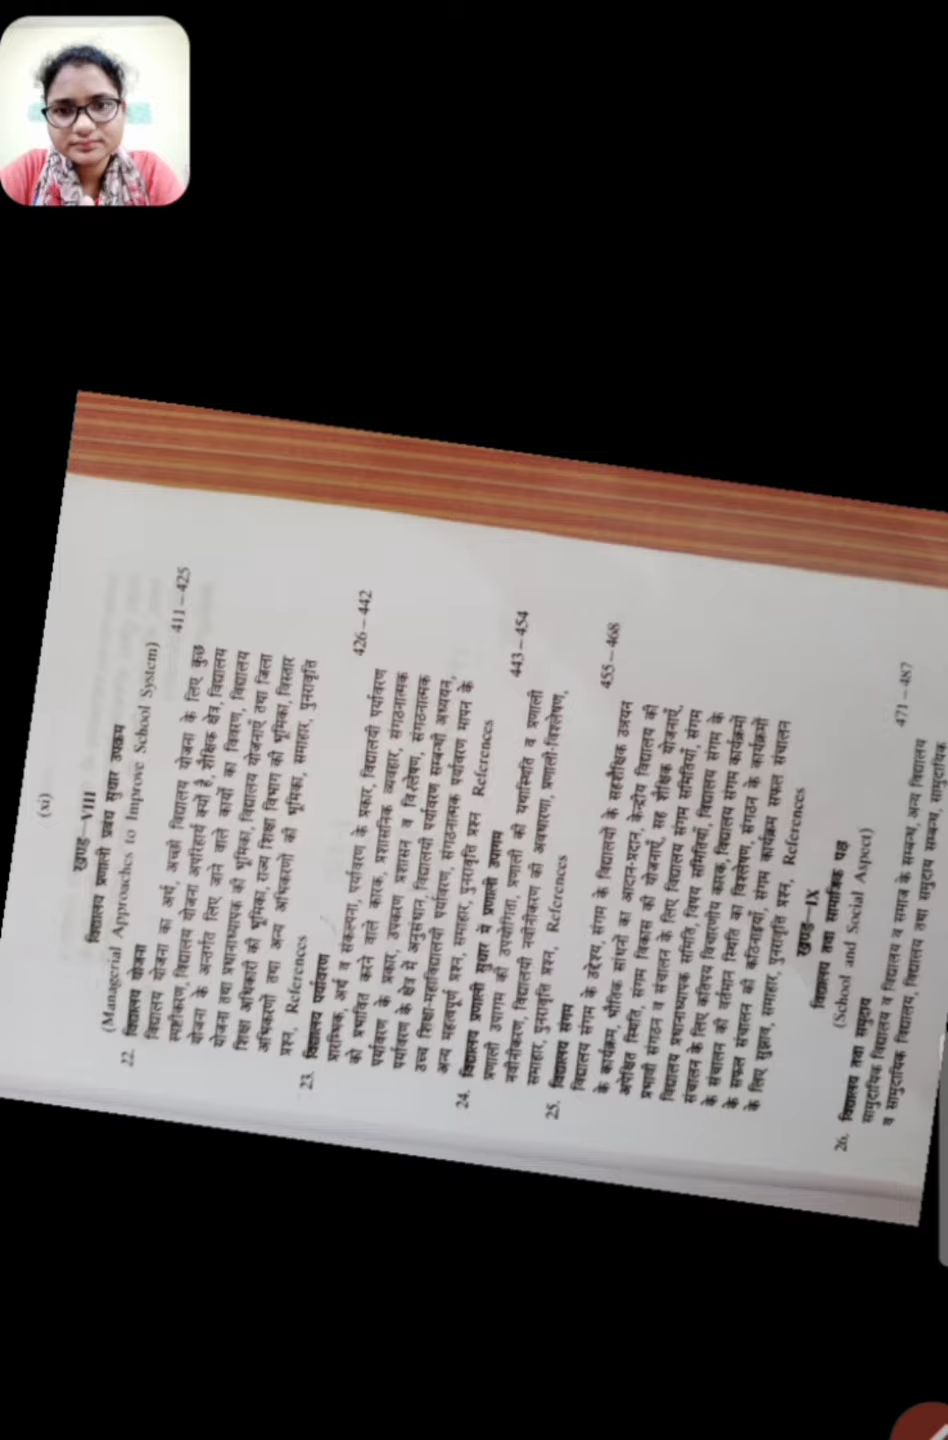 (xi)
खण्ड—VIII
विद्यालय प्रणाली प्रबंध सुधार उपक्रम
(Managerial Approaches to Improve School System)
22. विद्यालय योजना 411—425
विद्यालय योजना का अर्थ, अच्छी विद्यालय योजना के लिए कुछ
स्पष्टीकरण, विद्यालय योजना अपरिहार्य क्यों है, शैक्षिक क्षेत्र, विद्यालय
योजना के अन्तर्गत लिए जाने वाले कार्यों का विवरण, विद्यालय
योजना तथा प्रधानाध्यापक की भूमिका, विद्यालय योजनाएँ तथा जिला
शिक्षा अधिकारी की भूमिका, राज्य शिक्षा विभाग की भूमिका, विस्तार
अभिकरणों तथा अन्य अभिकरणों की भूमिका, समाहार, पुनरावृत्ति
प्रश्न, References
23. विद्यालय पर्यावरण 426—442
प्रारम्भिक, अर्थ व संकल्पना, पर्यावरण के प्रकार, विद्यालयी पर्यावरण
को प्रभावित करने वाले कारक, प्रशासनिक व्यवहार, संगठनात्मक
पर्यावरण के प्रकार, उपकरण प्रशासन व विश्लेषण, संगठनात्मक
पर्यावरण के क्षेत्र में अनुसंधान, विद्यालयी पर्यावरण सम्बन्धी अध्ययन,
उच्च शिक्षा-महाविद्यालयी पर्यावरण, संगठनात्मक पर्यावरण मापन के
अन्य महत्वपूर्ण प्रश्न, समाहार, पुनरावृत्ति प्रश्न References
24. विद्यालय प्रणाली सुधार में प्रणाली उपागम 443—454
प्रणाली उपागम की उपयोगिता, प्रणाली की यथास्थिति व प्रणाली
नवीनीकरण, विद्यालयी नवीनीकरण की अवधारणा, प्रणाली-विश्लेषण,
समाहार, पुनरावृत्ति प्रश्न, References
25. विद्यालय संगम 455—468
विद्यालय संगम के उद्देश्य, संगम के विद्यालयों के सहशैक्षिक उन्नयन
के कार्यक्रम, भौतिक साधनों का आदान-प्रदान, केन्द्रीय विद्यालय की
अपेक्षित स्थिति, संगम विकास की योजनाएँ, सह शैक्षिक योजनाएँ,
प्रभावी संगठन व संचालन के लिए विद्यालय संगम समितियाँ, संगम
विद्यालय प्रधानाध्यापक समिति, विषय समितियाँ, विद्यालय संगम के
संचालन के लिए कतिपय विचारणीय कारक, विद्यालय संगम कार्यक्रमों
के संचालन की वर्तमान स्थिति का विश्लेषण, संगठन के कार्यक्रमों
के सफल संचालन की कठिनाइयाँ, संगम कार्यक्रम सफल संचालन
के लिए सुझाव, समाहार, पुनरावृत्ति प्रश्न, References
खण्ड—IX
विद्यालय तथा सामाजिक पक्ष
(School and Social Aspect)
26. विद्यालय तथा समुदाय 471—487
सामुदायिक विद्यालय व विद्यालय व समाज के सम्बन्ध, अन्य विद्यालय
व सामुदायिक विद्यालय, विद्यालय तथा समुदाय सम्बन्ध सामुदायिक